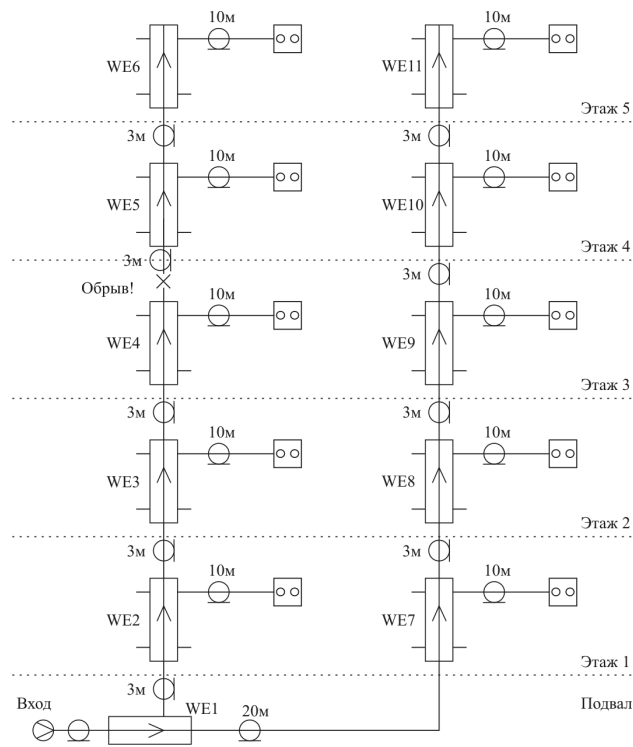 10м 10м
WE6 WE11
Этаж 5
3м 3м
10м 10м
WE5 WE10
Этаж 4
3м 3м
Обрыв!
10м 10м
WE4 WE9
Этаж 3
3м 3м
10м 10м
WE3 WE8
Этаж 2
3м 3м
10м 10м
WE2 WE7
Этаж 1
3м
Вход WE1 20м Подвал